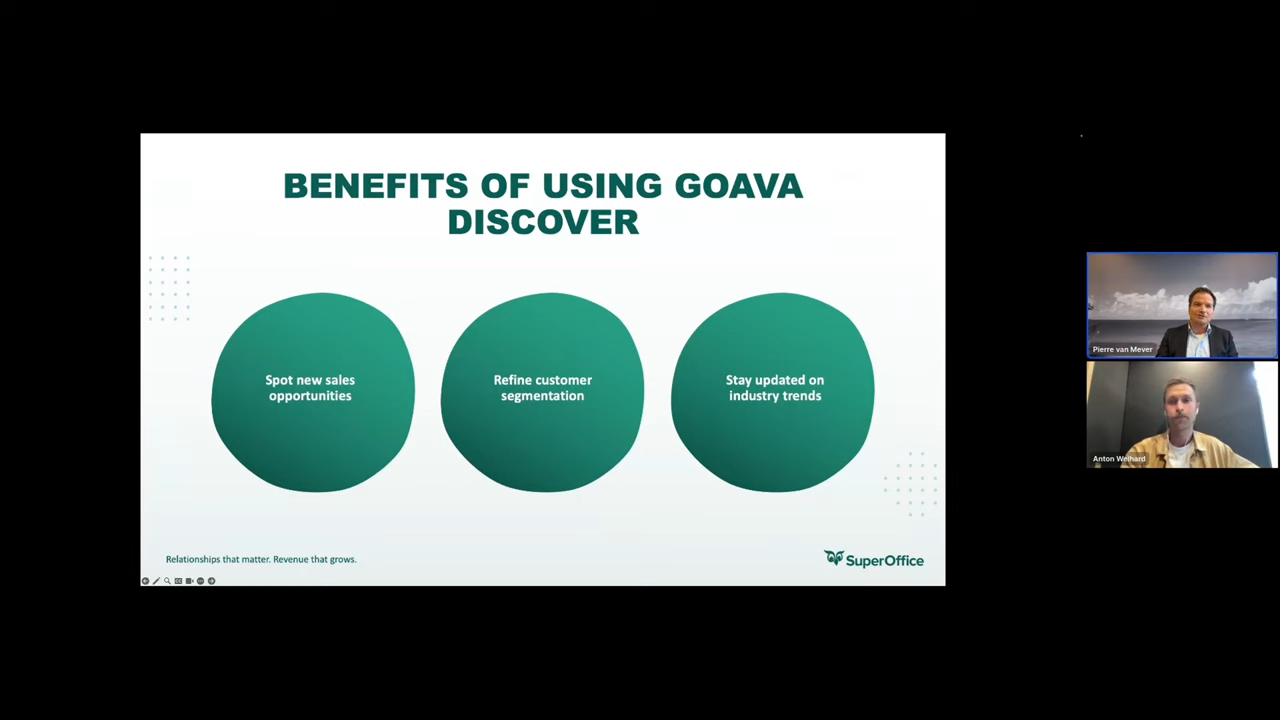 BENEFITS OF USING GOAVA
DISCOVER
Spot new sales
opportunities
Refine customer
segmentation
Stay updated on
industry trends
Relationships that matter. Revenue that grows.
SuperOffice
Pierre van Meyer
Anton Weihard